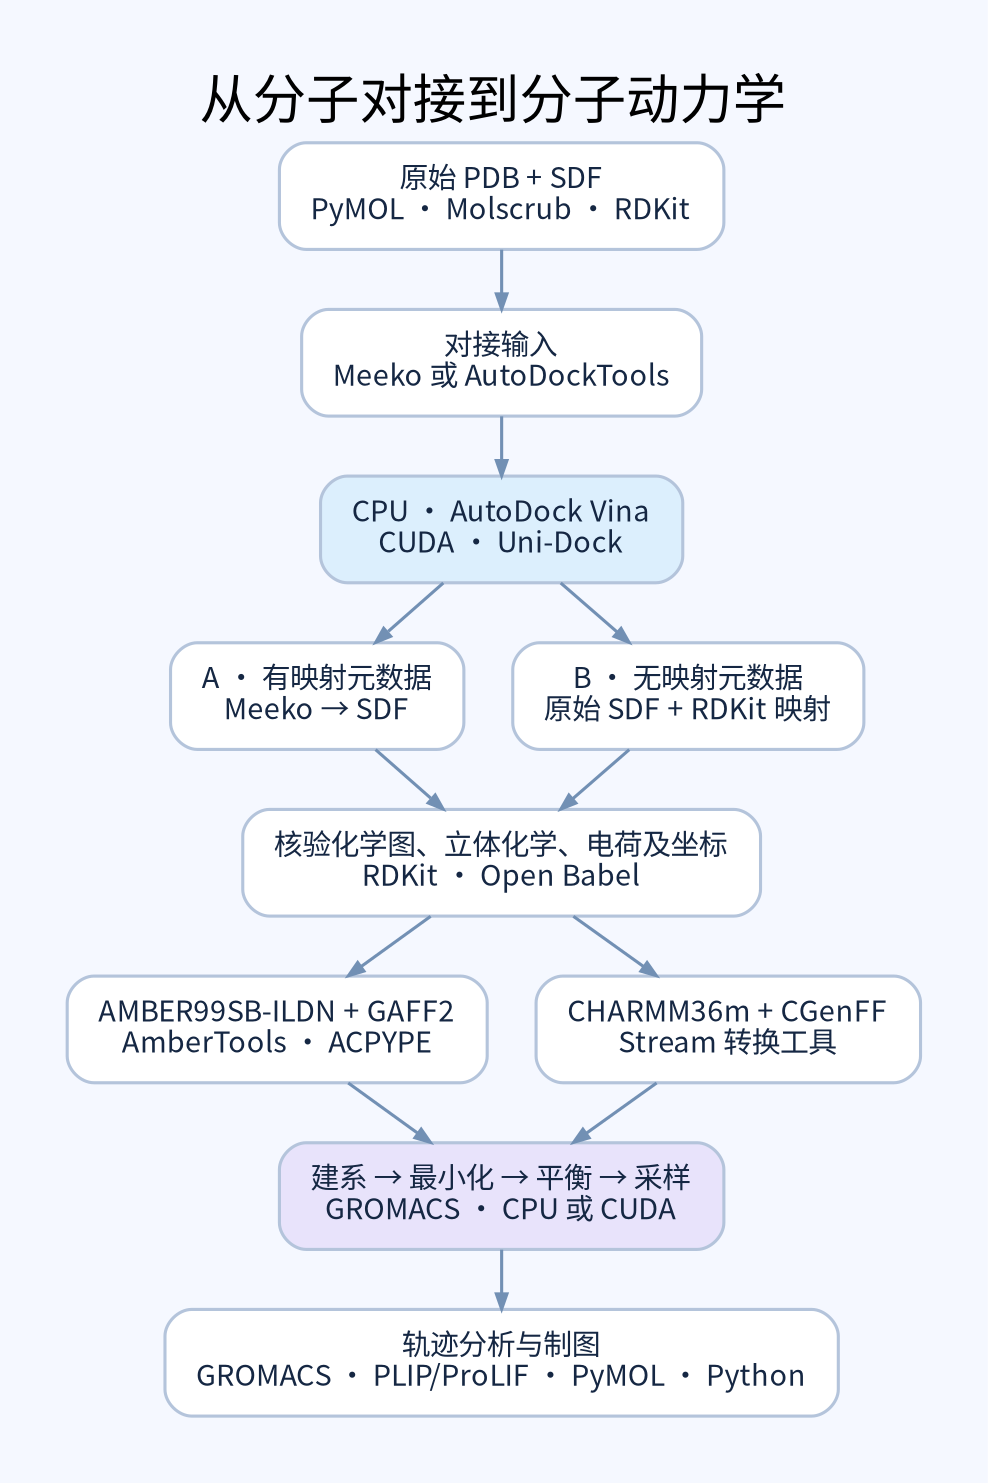 从分子对接到分子动力学
原始 PDB + SDF
PyMOL · Molscrub · RDKit
对接输入
Meeko 或 AutoDockTools
CPU · AutoDock Vina
CUDA · Uni-Dock
A · 有映射元数据
Meeko → SDF
B · 无映射元数据
原始 SDF + RDKit 映射
核验化学图、立体化学、电荷及坐标
RDKit · Open Babel
AMBER99SB-ILDN + GAFF2
AmberTools · ACPYPE
CHARMM36m + CGenFF
Stream 转换工具
建系 → 最小化 → 平衡 → 采样
GROMACS · CPU 或 CUDA
轨迹分析与制图
GROMACS · PLIP/ProLIF · PyMOL · Python